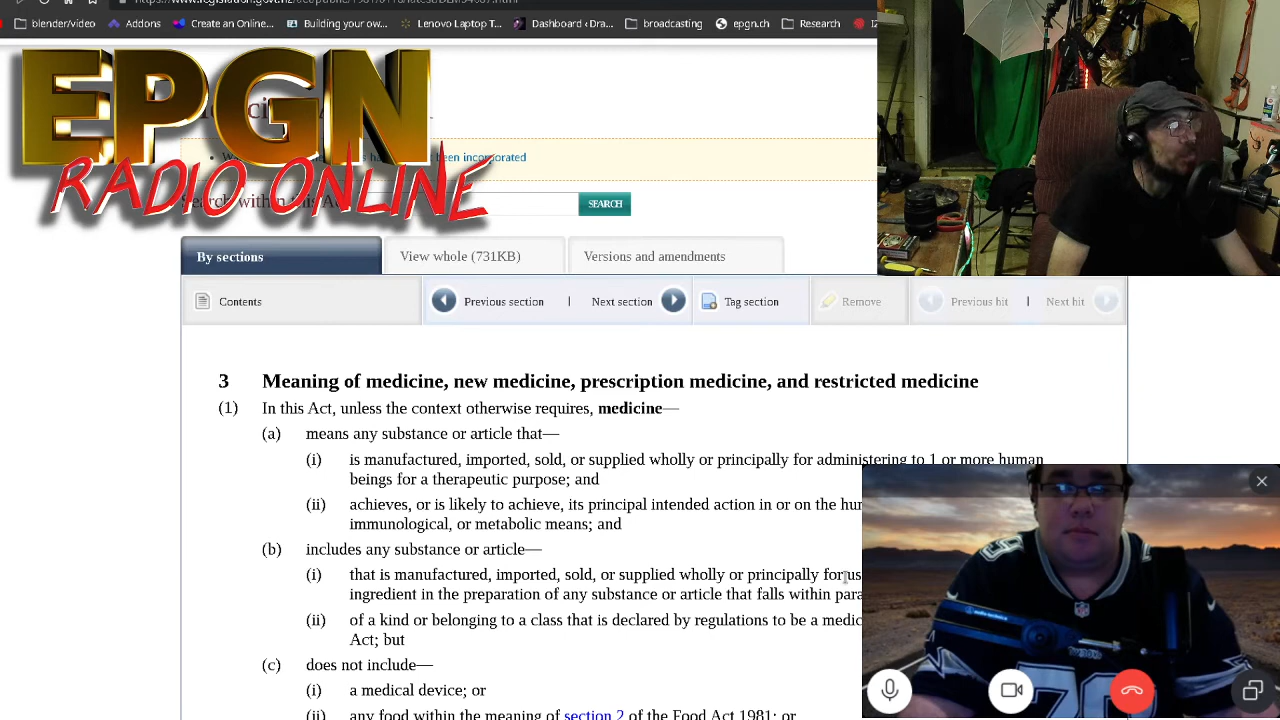 blender/video
Addons
Create an Online...
Building your ow...
Lenovo Laptop T...
Dashboard ‹ Dra...
broadcasting
epgn.ch
Research
EPGN
RADIO ONLINE
been incorporated
Search within this A
SEARCH
By sections
View whole (731KB)
Versions and amendments
Contents
Previous section | Next section
Tag section
Remove
Previous hit | Next hit
3 Meaning of medicine, new medicine, prescription medicine, and restricted medicine
(1) In this Act, unless the context otherwise requires, medicine—
(a) means any substance or article that—
(i) is manufactured, imported, sold, or supplied wholly or principally for administering to 1 or more human
beings for a therapeutic purpose; and
(ii) achieves, or is likely to achieve, its principal intended action in or on the hu
immunological, or metabolic means; and
(b) includes any substance or article—
(i) that is manufactured, imported, sold, or supplied wholly or principally for us
ingredient in the preparation of any substance or article that falls within para
(ii) of a kind or belonging to a class that is declared by regulations to be a medic
Act; but
(c) does not include—
(i) a medical device; or
(ii) any food within the meaning of section 2 of the Food Act 1981; or